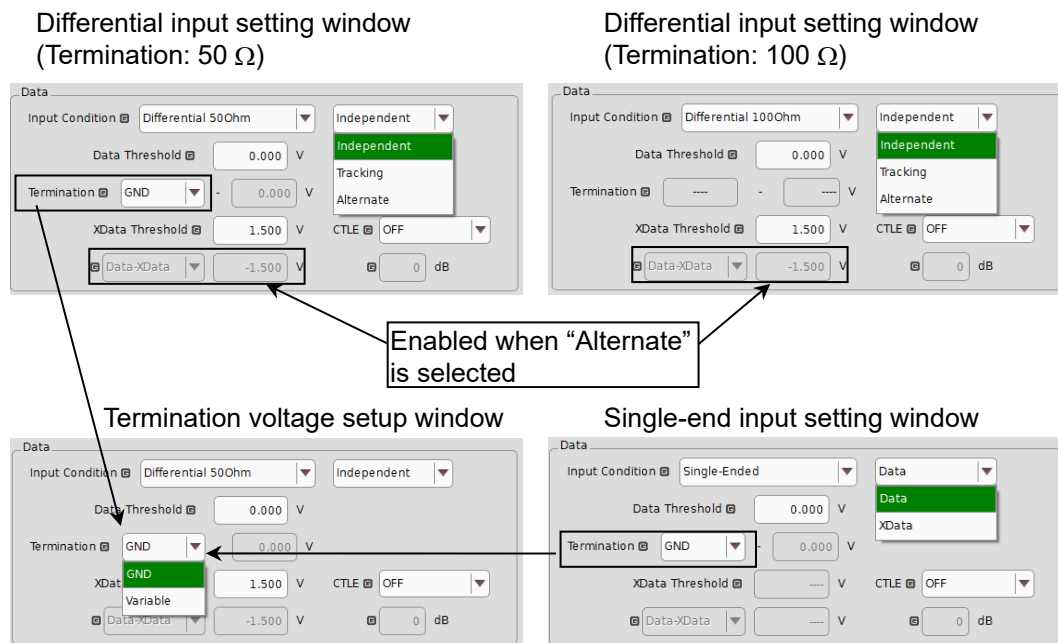 Differential input setting window
(Termination: 50 Ω)
Data
Input Condition G Differential 50Ohm Independent
Independent
Tracking
Alternate
Data Threshold G 0.000 V
Termination G GND - 0.000 V
XData Threshold G 1.500 V CTLE G OFF
G Data-XData -1.500 V G 0 dB
Differential input setting window
(Termination: 100 Ω)
Data
Input Condition G Differential 100Ohm Independent
Independent
Tracking
Alternate
Data Threshold G 0.000 V
Termination G ---- - ---- V
XData Threshold G 1.500 V CTLE G OFF
G Data-XData -1.500 V G 0 dB
Enabled when “Alternate”
is selected
Termination voltage setup window
Data
Input Condition G Differential 50Ohm Independent
Data Threshold G 0.000 V
Termination G GND 0.000 V
GND
Variable
XDat 1.500 V CTLE G OFF
G Data-XData -1.500 V G 0 dB
Single-end input setting window
Data
Input Condition G Single-Ended Data
Data
XData
Data Threshold G 0.000 V
Termination G GND - 0.000 V
XData Threshold G ---- V CTLE G OFF
G Data-XData ---- V G 0 dB